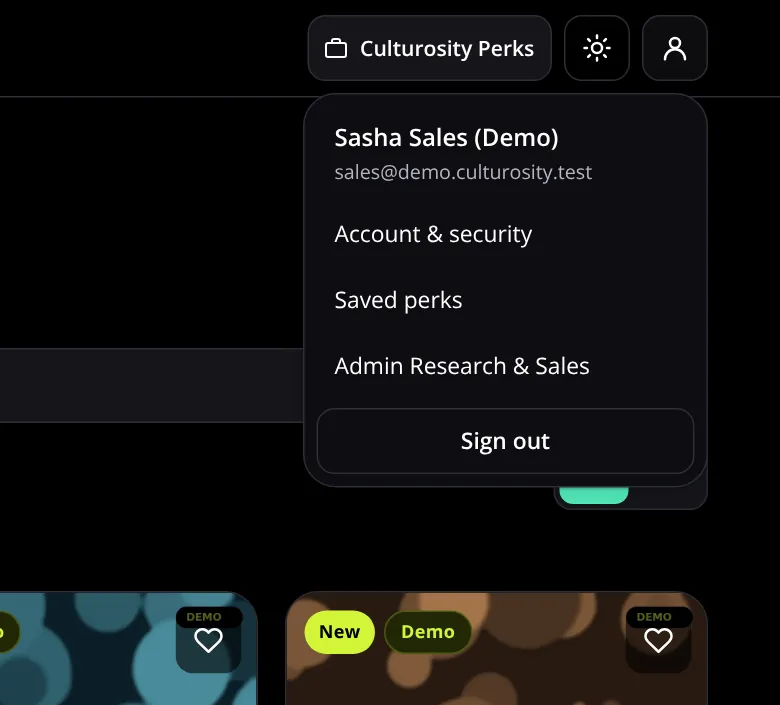 Culturosity Perks
Sasha Sales (Demo)
sales@demo.culturosity.test
Account & security
Saved perks
Admin Research & Sales
Sign out
DEMO
New
Demo
DEMO